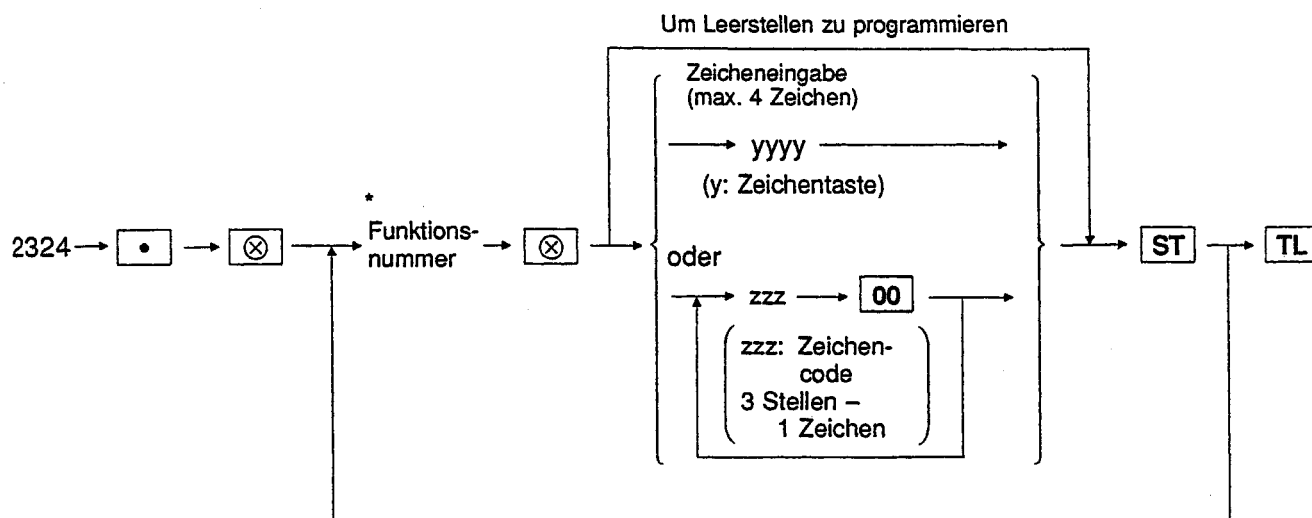 Um Leerstellen zu programmieren
Zeicheneingabe
(max. 4 Zeichen)
yyyy
(y: Zeichentaste)
*
2324 • ⊗ Funktions-
nummer ⊗ ST TL
oder
zzz 00
zzz: Zeichen-
code
3 Stellen –
1 Zeichen